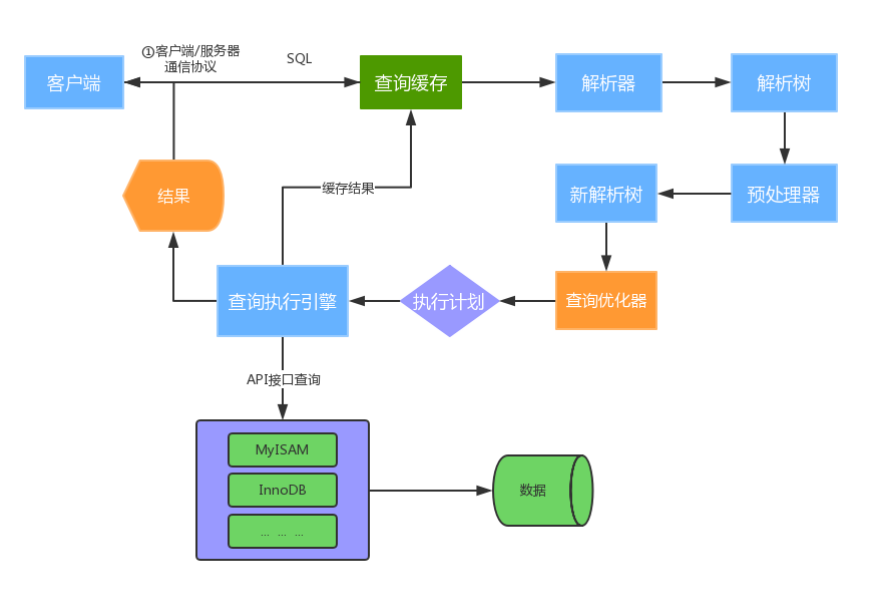 ①客户端/服务器
通信协议
SQL
客户端
查询缓存
解析器
解析树
结果
缓存结果
新解析树
预处理器
查询执行引擎
执行计划
查询优化器
API接口查询
MyISAM
InnoDB
... ... ...
数据